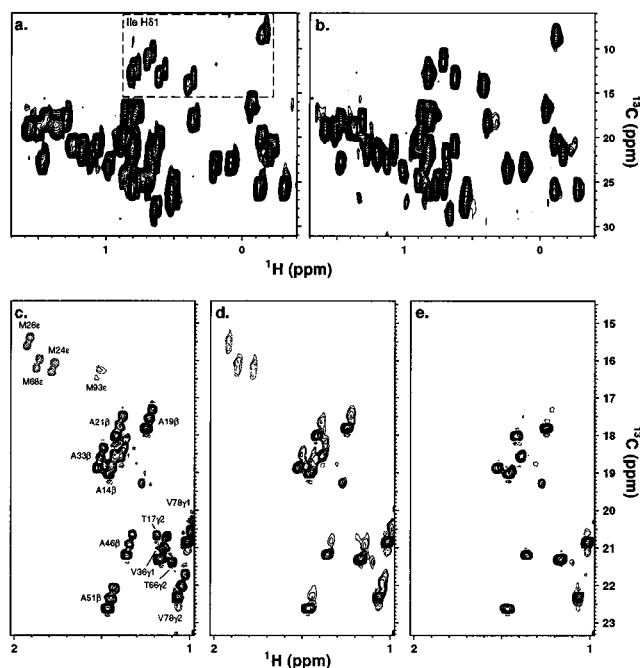 a.
Ile Hδ1
b.
5
10
15
20
25
30
¹³C (ppm)
1
0
1
0
¹H (ppm)
c.
M26ε
M24ε
M68ε
M93ε
A21β
A19β
A33β
A14β
V78γ1
T17γ2
A46β
V36γ1
T66γ2
A51β
V78γ2
d.
e.
15
16
17
18
19
20
21
22
23
¹³C (ppm)
2
1
2
1
2
1
¹H (ppm)